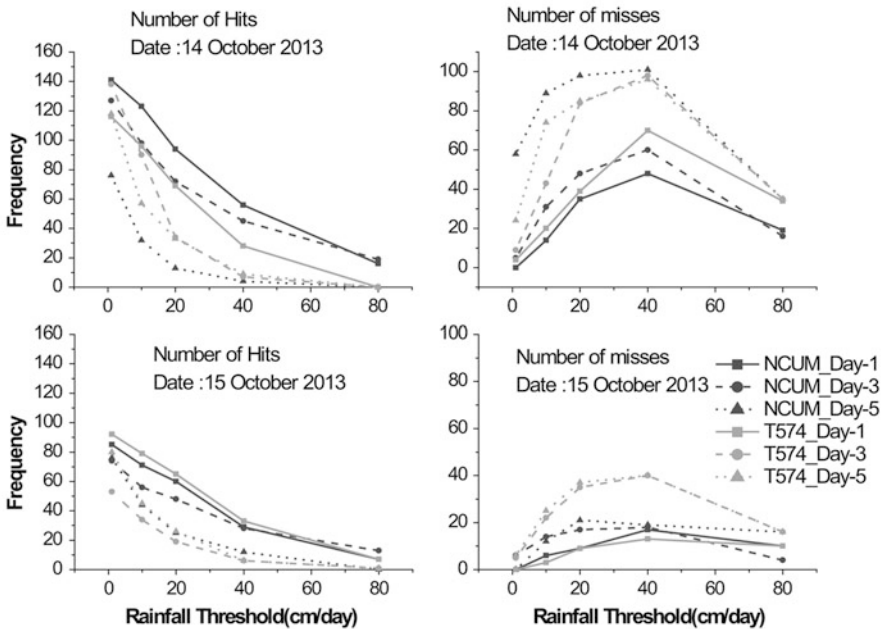 Number of Hits
Date :14 October 2013
160
140
120
100
80
60
40
20
0
Frequency
0
20
40
60
80
Number of misses
Date :14 October 2013
100
80
60
40
20
0
0
20
40
60
80
Number of Hits
Date :15 October 2013
160
140
120
100
80
60
40
20
0
Frequency
0
20
40
60
80
Rainfall Threshold(cm/day)
Number of misses
Date :15 October 2013
100
80
60
40
20
0
0
20
40
60
80
Rainfall Threshold(cm/day)
NCUM_Day-1
NCUM_Day-3
NCUM_Day-5
T574_Day-1
T574_Day-3
T574_Day-5